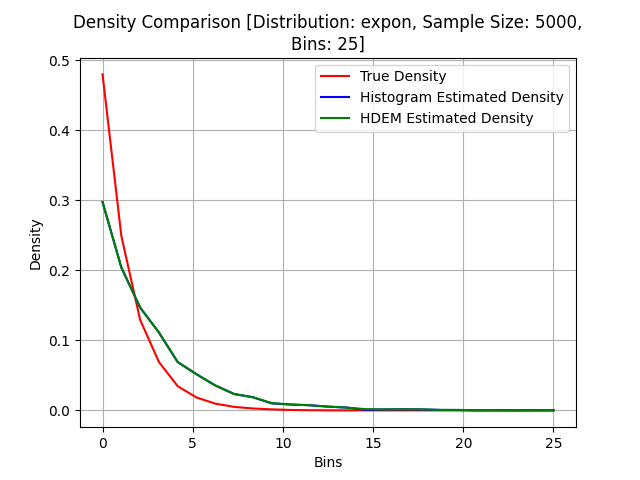 Density Comparison [Distribution: expon, Sample Size: 5000,
Bins: 25]
True Density
Histogram Estimated Density
HDEM Estimated Density
Density
0.5
0.4
0.3
0.2
0.1
0.0
0 5 10 15 20 25
Bins